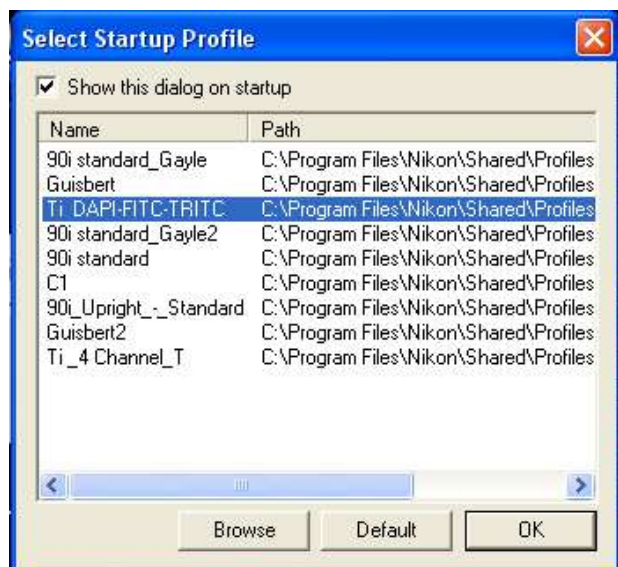 Select Startup Profile
Show this dialog on startup
Name Path
90i standard_Gayle C:\Program Files\Nikon\Shared\Profiles
Guisbert C:\Program Files\Nikon\Shared\Profiles
Ti_DAPI-FITC-TRITC C:\Program Files\Nikon\Shared\Profiles
90i standard_Gayle2 C:\Program Files\Nikon\Shared\Profiles
90i standard C:\Program Files\Nikon\Shared\Profiles
C1 C:\Program Files\Nikon\Shared\Profiles
90i_Upright_-_Standard C:\Program Files\Nikon\Shared\Profiles
Guisbert2 C:\Program Files\Nikon\Shared\Profiles
Ti _4 Channel_T C:\Program Files\Nikon\Shared\Profiles
Browse Default OK